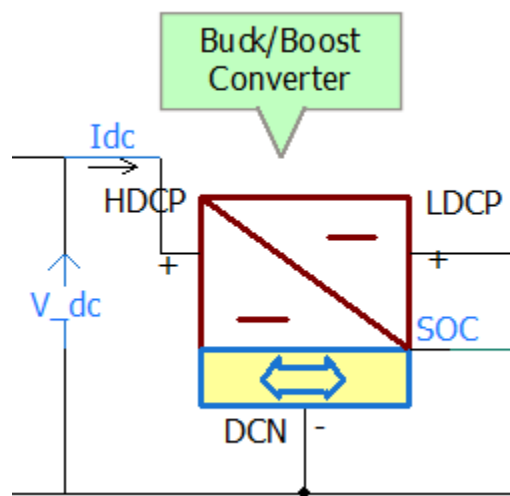 Buck/Boost
Converter
Idc
HDCP
LDCP
+
+
V_dc
SOC
DCN
-